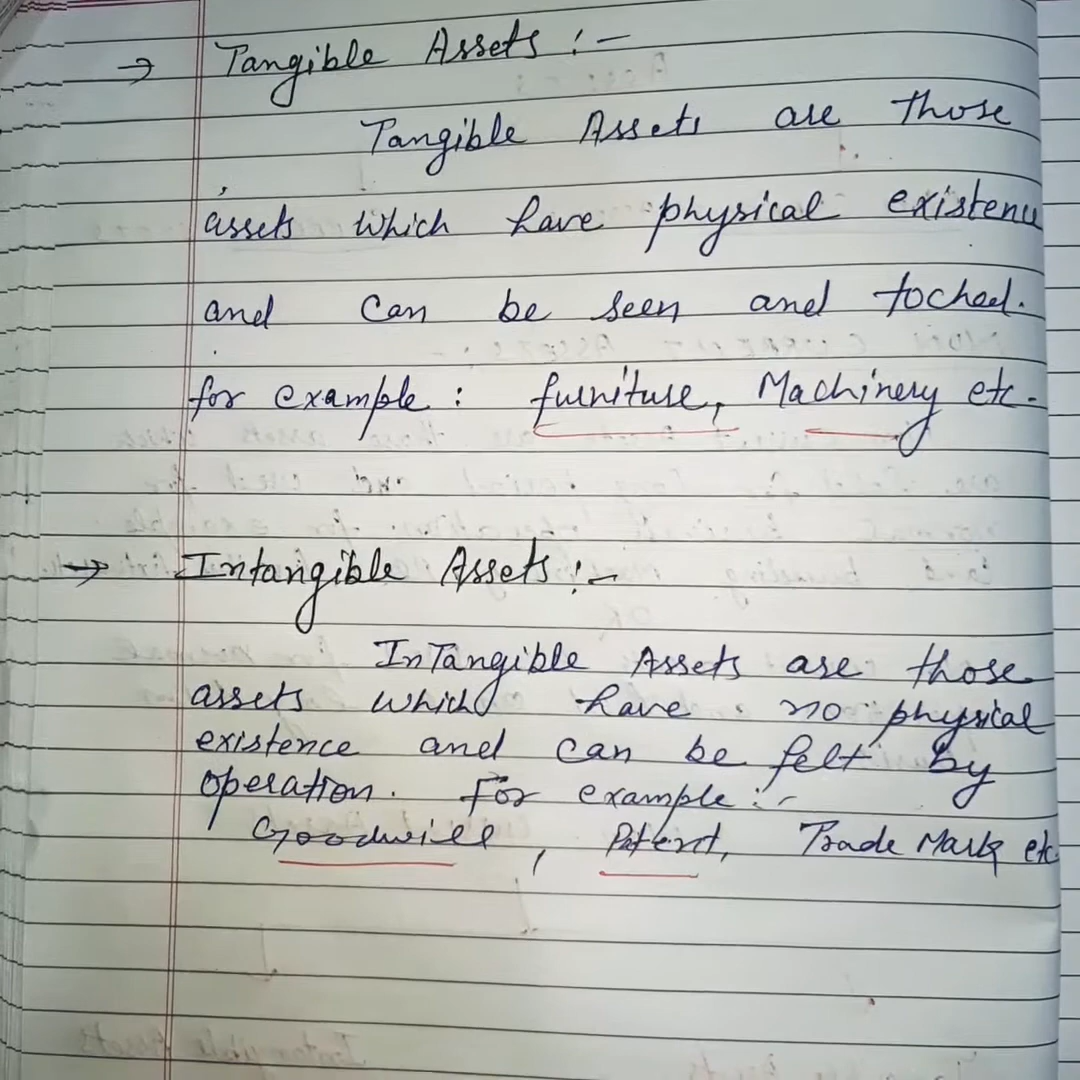 → Tangible Assets :-
Tangible Assets are those
assets which have physical existence
and can be seen and toched.
for example : furniture, Machinery etc.
→ Intangible Assets :-
InTangible Assets are those
assets which have no physical
existence and can be felt by
operation. For example :-
Goodwill, Patent, Trade Mark etc